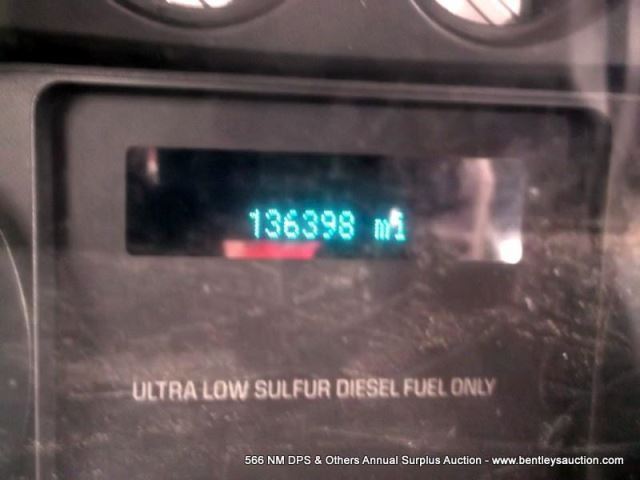 136398 mi
ULTRA LOW SULFUR DIESEL FUEL ONLY
566 NM DPS & Others Annual Surplus Auction - www.bentleysauction.com